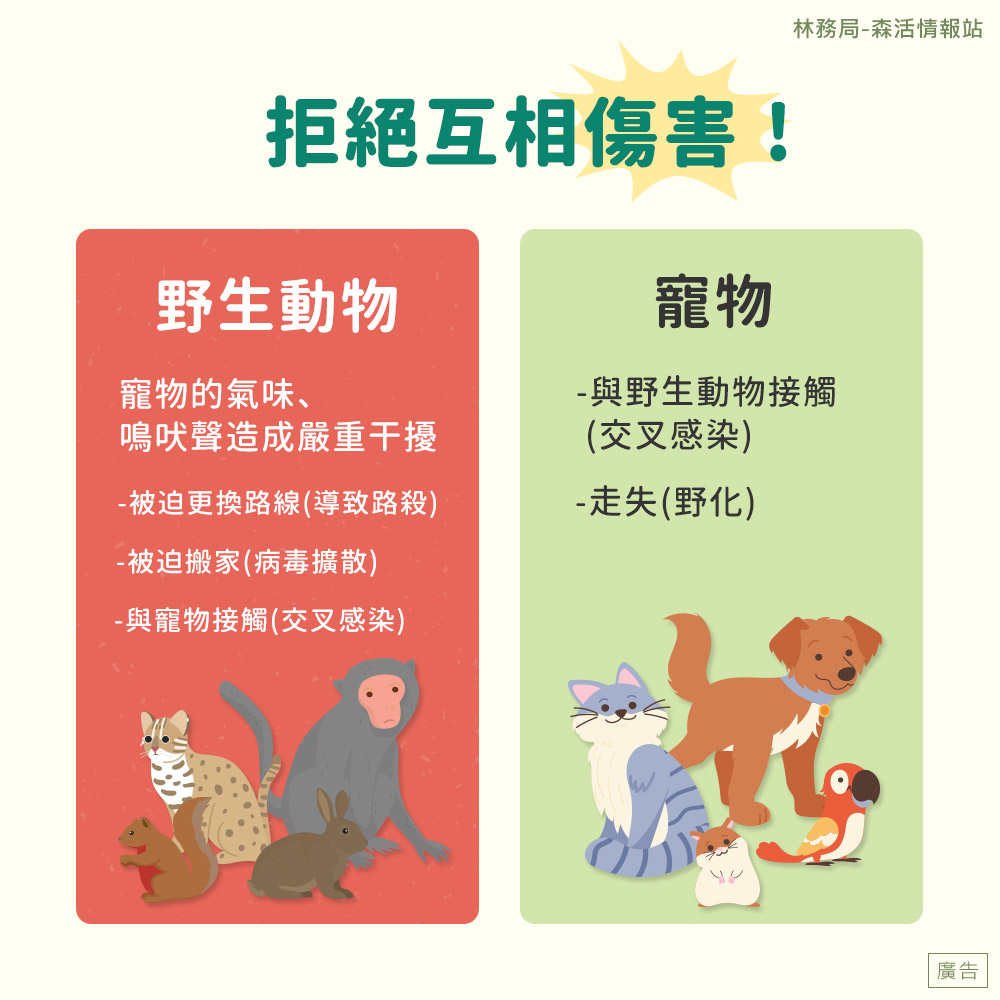 林務局-森活情報站
拒絕互相傷害！
野生動物
寵物的氣味、
鳴吠聲造成嚴重干擾
-被迫更換路線(導致路殺)
-被迫搬家(病毒擴散)
-與寵物接觸(交叉感染)
寵物
-與野生動物接觸
(交叉感染)
-走失(野化)
廣告